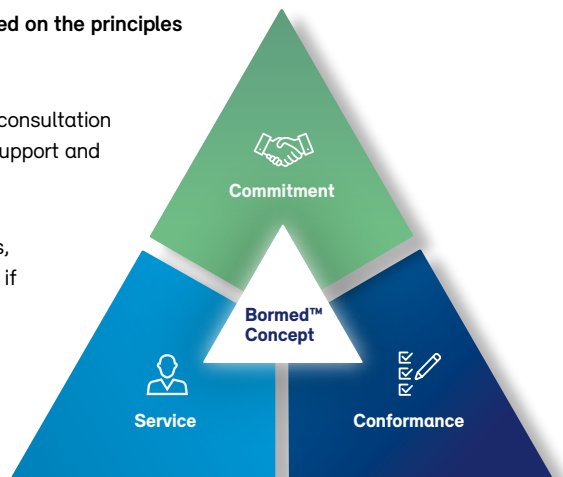 ed on the principles
consultation
upport and
s,
if
Commitment
Bormed™
Concept
Service
Conformance